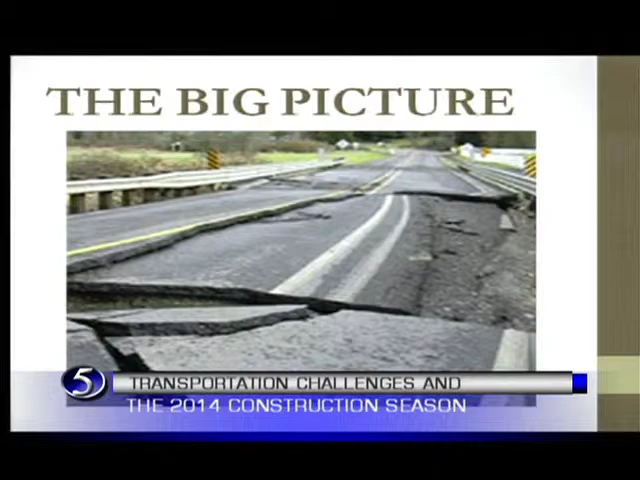 THE BIG PICTURE
5
TRANSPORTATION CHALLENGES AND
THE 2014 CONSTRUCTION SEASON